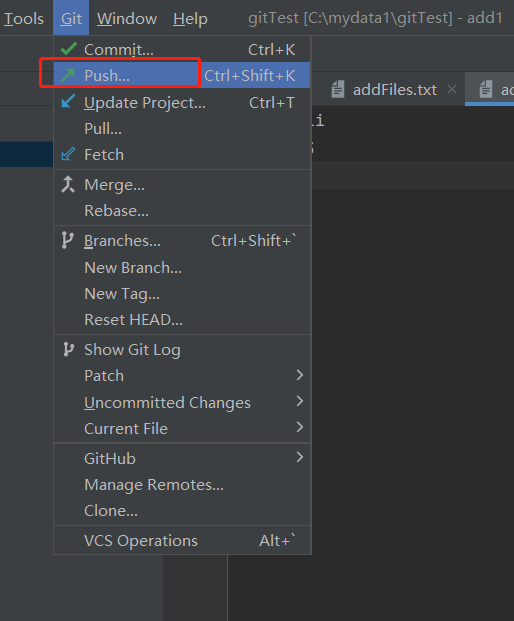 Tools Git Window Help gitTest [C:\mydata1\gitTest] - add1
Commit... Ctrl+K
Push... Ctrl+Shift+K
addFiles.txt
Update Project... Ctrl+T
Pull...
Fetch
Merge...
Rebase...
Branches... Ctrl+Shift+`
New Branch...
New Tag...
Reset HEAD...
Show Git Log
Patch
Uncommitted Changes
Current File
GitHub
Manage Remotes...
Clone...
VCS Operations Alt+`